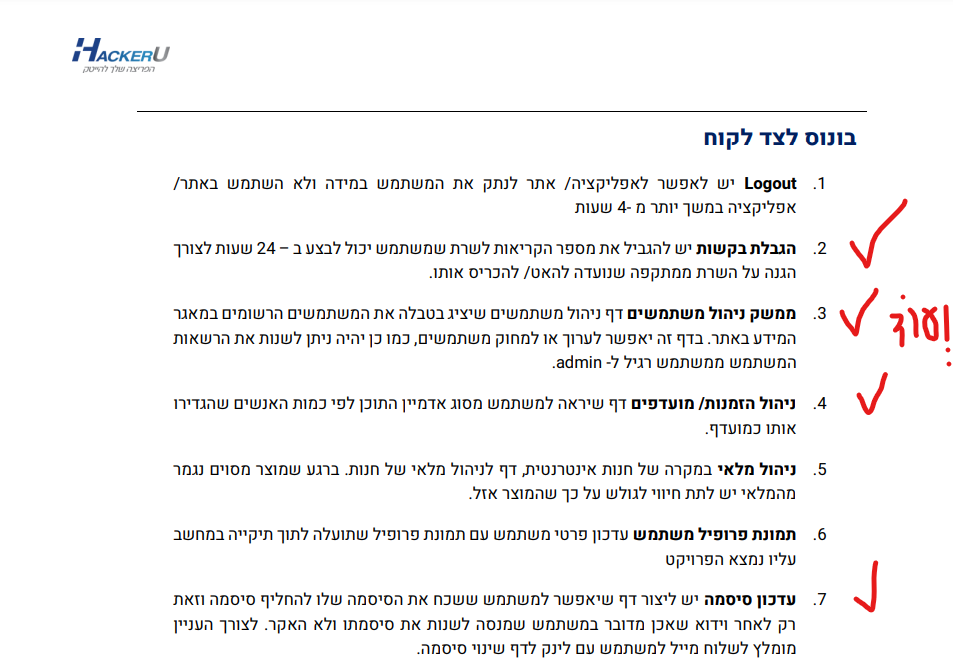 HACKERU
הפריצה שלך להייטק
בונוס לצד לקוח
1. Logout יש לאפשר לאפליקציה/ אתר לנתק את המשתמש במידה ולא השתמש באתר/
אפליקציה במשך יותר מ -4 שעות
2. הגבלת בקשות יש להגביל את מספר הקריאות לשרת שמשתמש יכול לבצע ב – 24 שעות לצורך
הגנה על השרת ממתקפה שנועדה להאט/ להכריס אותו.
3. ממשק ניהול משתמשים דף ניהול משתמשים שיציג בטבלה את המשתמשים הרשומים במאגר
המידע באתר. בדף זה יאפשר לערוך או למחוק משתמשים, כמו כן יהיה ניתן לשנות את הרשאות
המשתמש ממשתמש רגיל ל- admin.
4. ניהול הזמנות/ מועדפים דף שיראה למשתמש מסוג אדמיין התוכן לפי כמות האנשים שהגדירו
אותו כמועדף.
5. ניהול מלאי במקרה של חנות אינטרנטית, דף לניהול מלאי של חנות. ברגע שמוצר מסוים נגמר
מהמלאי יש לתת חיווי לגולש על כך שהמוצר אזל.
6. תמונת פרופיל משתמש עדכון פרטי משתמש עם תמונת פרופיל שתועלה לתוך תיקייה במחשב
עליו נמצא הפרויקט
7. עדכון סיסמה יש ליצור דף שיאפשר למשתמש ששכח את הסיסמה שלו להחליף סיסמה וזאת
רק לאחר וידוא שאכן מדובר במשתמש שמנסה לשנות את סיסמתו ולא האקר. לצורך העניין
מומלץ לשלוח מייל למשתמש עם לינק לדף שינוי סיסמה.